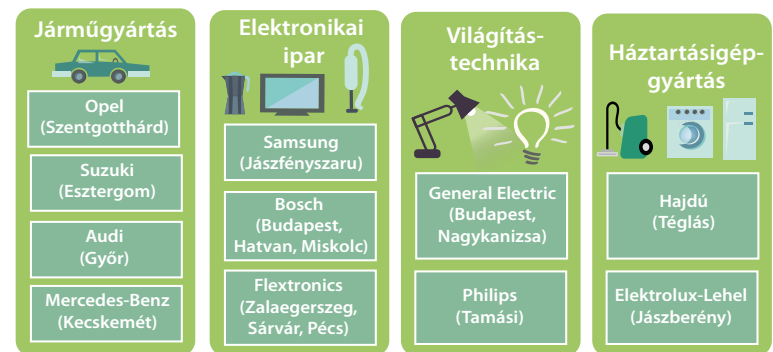 Járműgyártás
Opel
(Szentgotthárd)
Suzuki
(Esztergom)
Audi
(Győr)
Mercedes-Benz
(Kecskemét)
Elektronikai
ipar
Samsung
(Jászfényszaru)
Bosch
(Budapest,
Hatvan, Miskolc)
Flextronics
(Zalaegerszeg,
Sárvár, Pécs)
Világítás-
technika
General Electric
(Budapest,
Nagykanizsa)
Philips
(Tamási)
Háztartásigép-
gyártás
Hajdú
(Téglás)
Elektrolux-Lehel
(Jászberény)